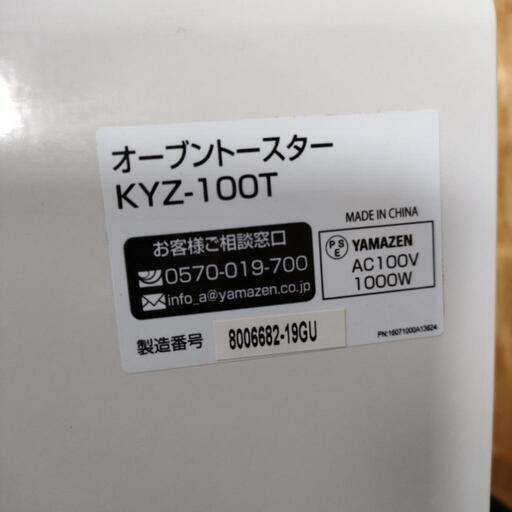 オーブントースター
KYZ-100T
お客様ご相談窓口
0570-019-700
info_a@yamazen.co.jp
MADE IN CHINA
PSE YAMAZEN
AC100V
1000W
製造番号 8006682-19GU
PN:16071000A13624